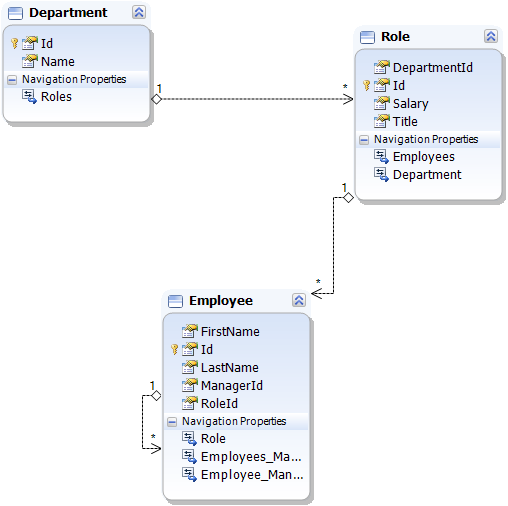 Department
Id
Name
Navigation Properties
Roles
1
*
Role
DepartmentId
Id
Salary
Title
Navigation Properties
Employees
Department
1
*
Employee
FirstName
Id
LastName
ManagerId
RoleId
Navigation Properties
Role
Employees_Ma...
Employee_Man...
1
*